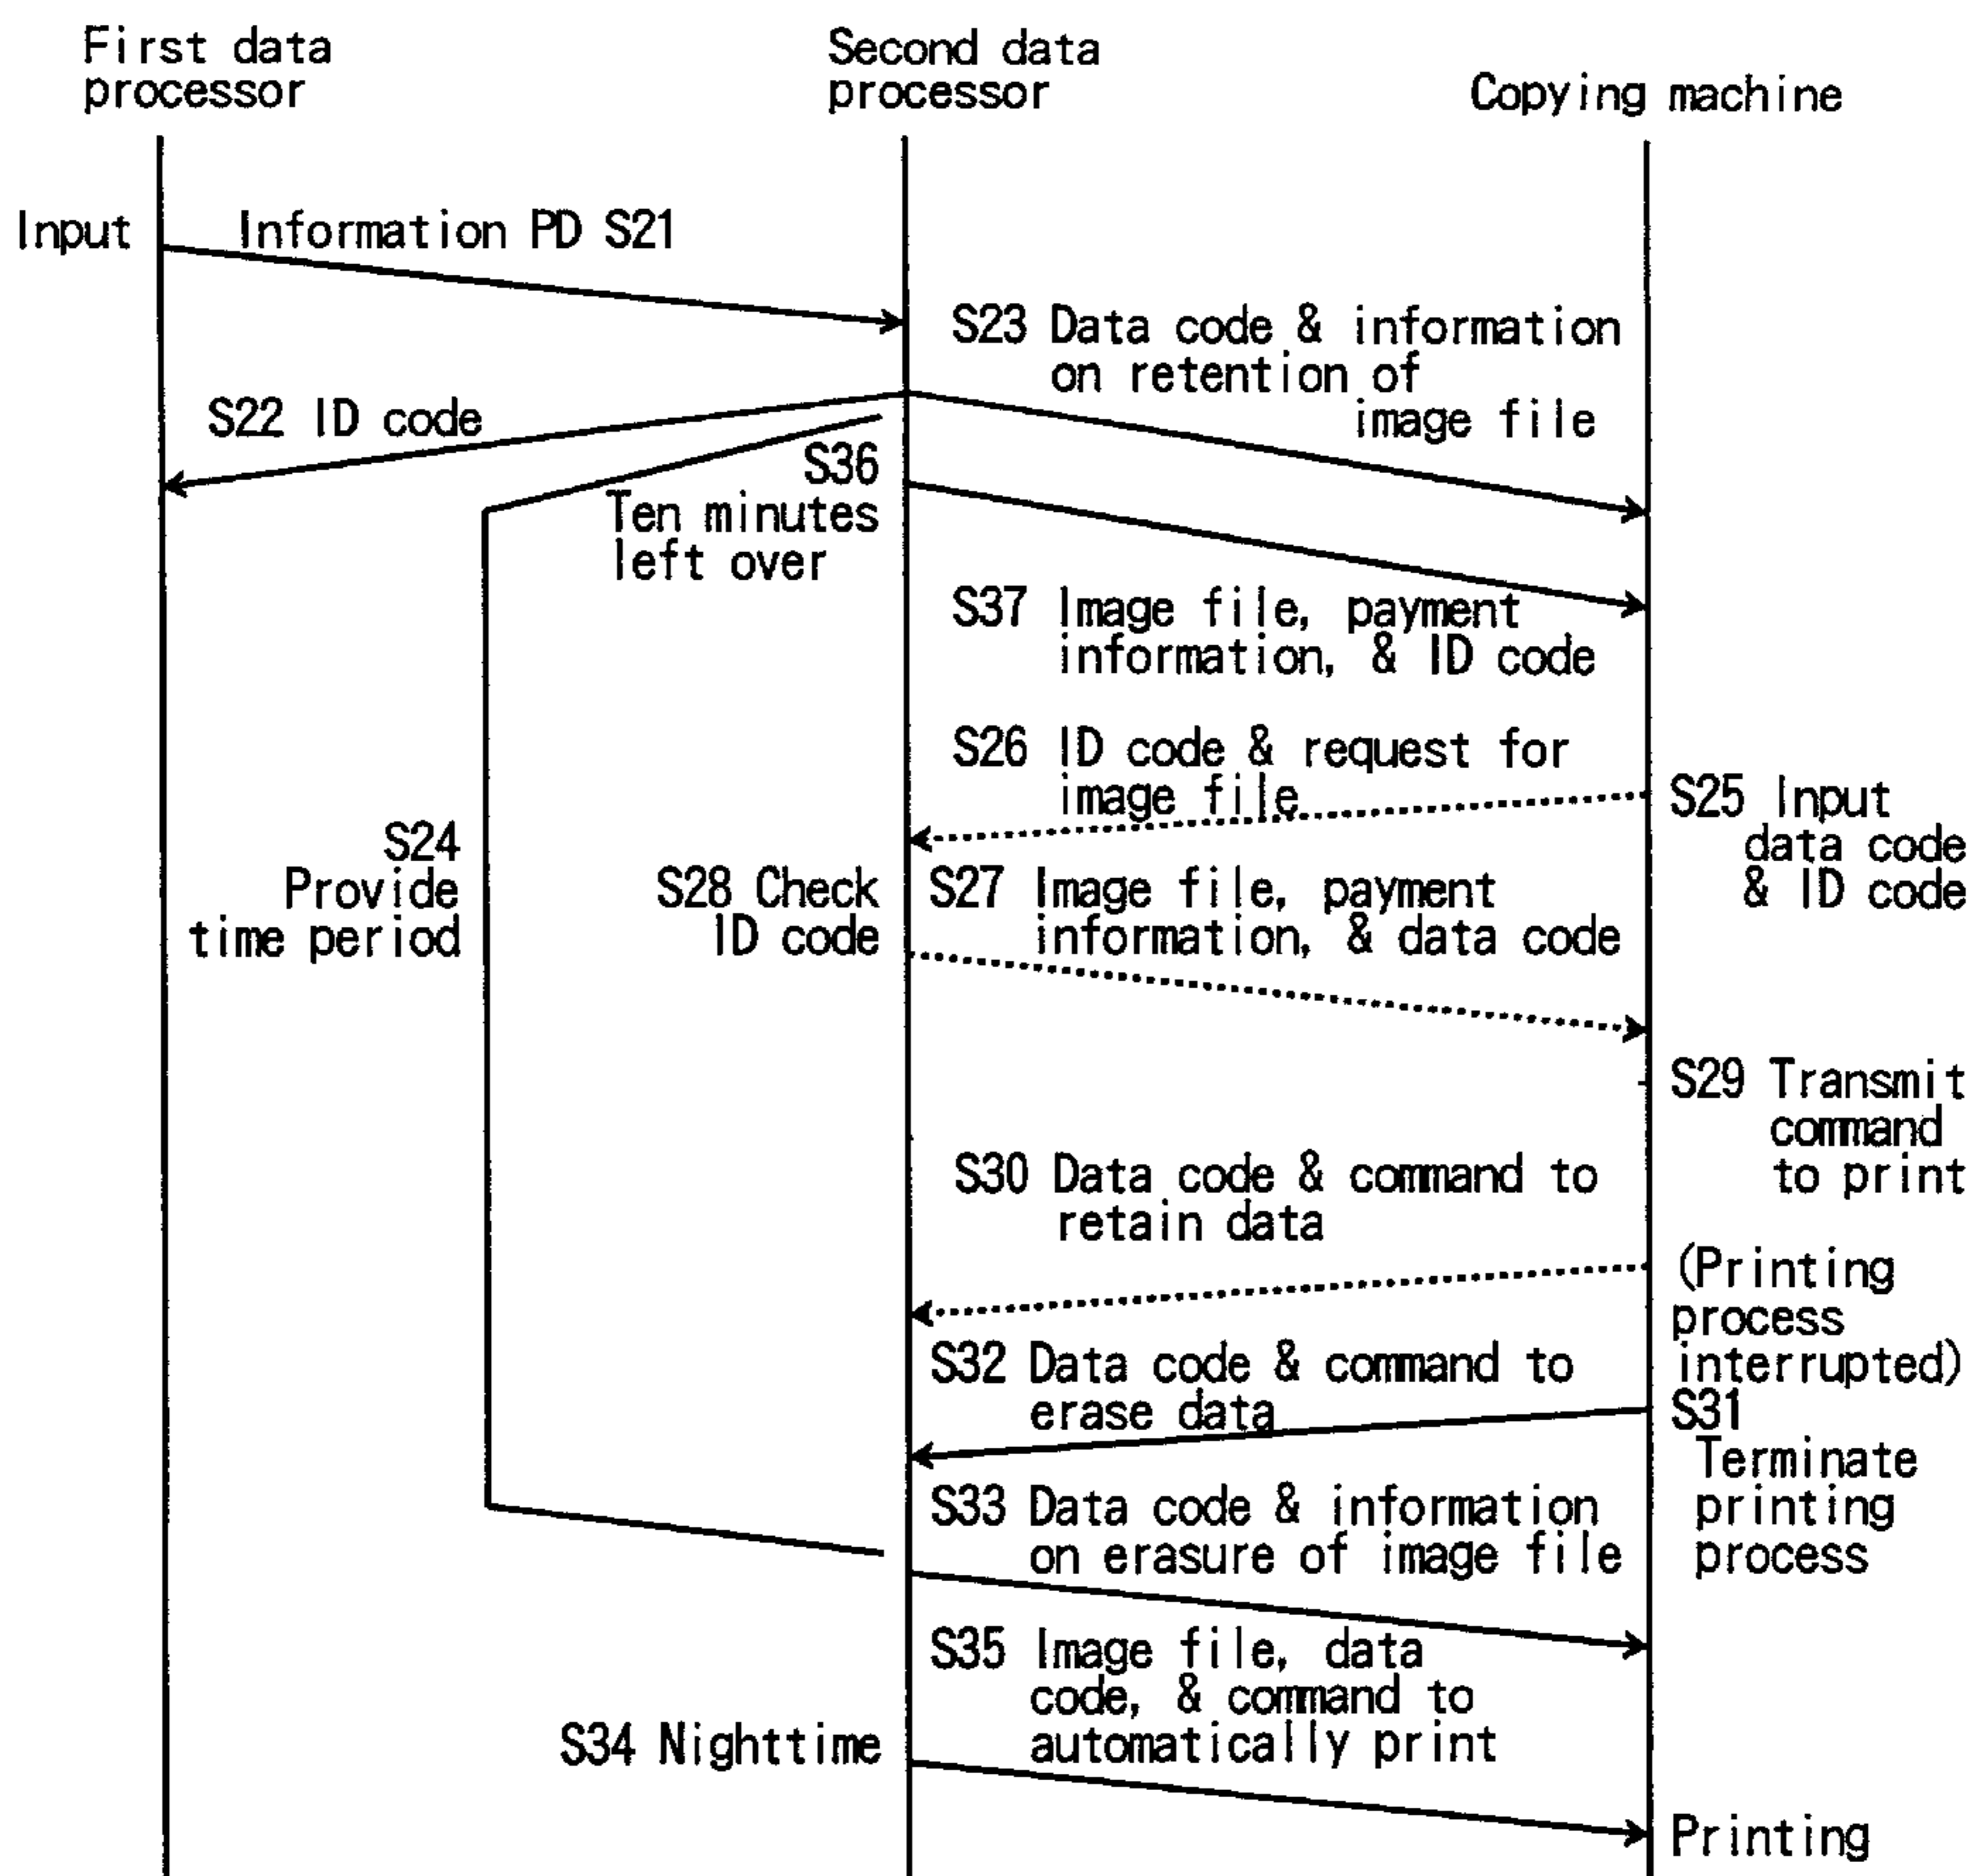 First data
processor
Second data
processor
Copying machine
Input
Information PD S21
S23 Data code & information
on retention of
image file
S22 ID code
S36
Ten minutes
left over
S37 Image file, payment
information, & ID code
S26 ID code & request for
image file
S25 Input
data code
& ID code
S24
Provide
time period
S28 Check
ID code
S27 Image file, payment
information, & data code
S29 Transmit
command
to print
S30 Data code & command to
retain data
(Printing
process
interrupted)
S32 Data code & command to
erase data
S31
Terminate
printing
process
S33 Data code & information
on erasure of image file
S35 Image file, data
code, & command to
automatically print
S34 Nighttime
Printing